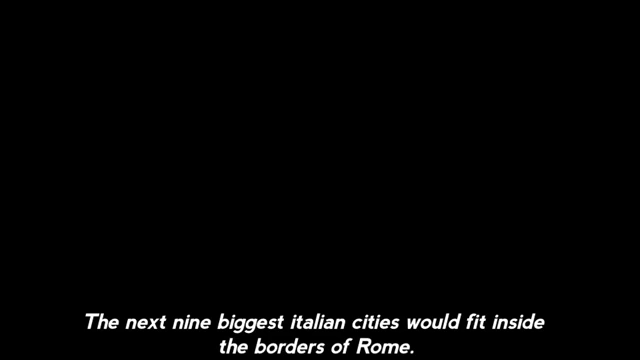 The next nine biggest italian cities would fit inside
the borders of Rome.